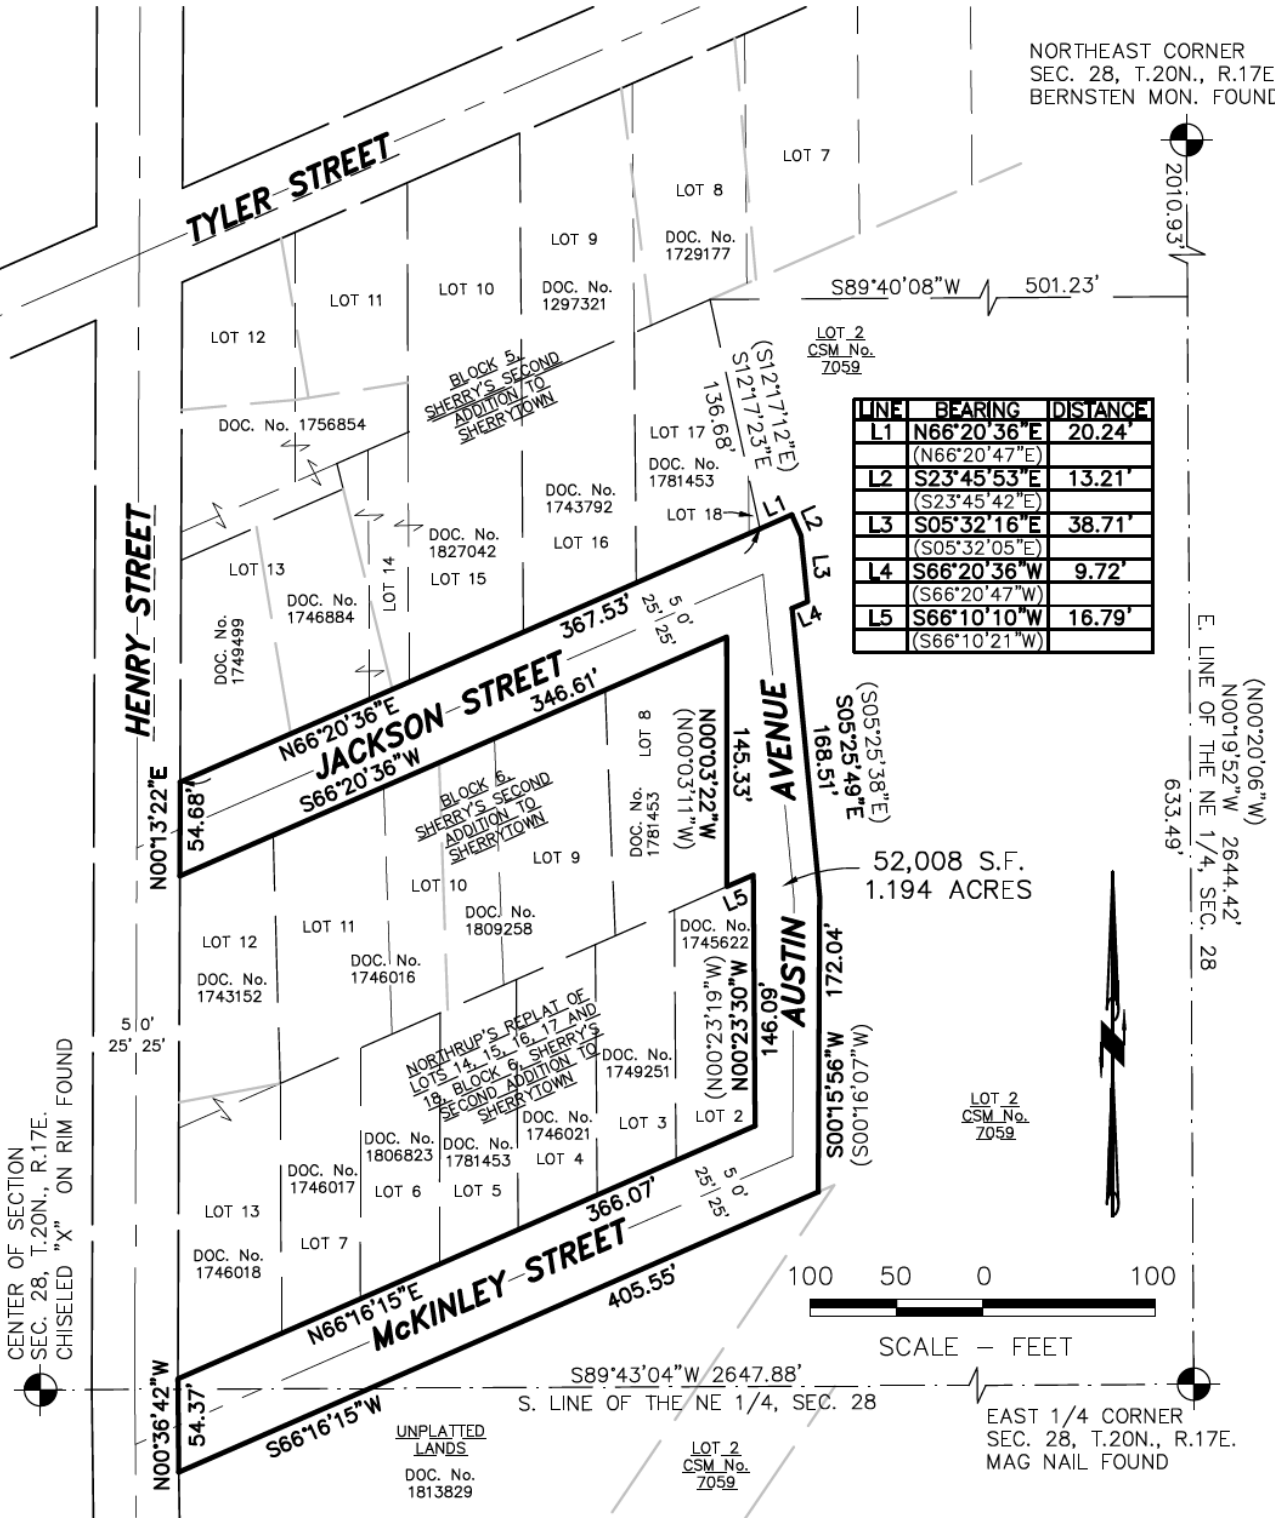 NORTHEAST CORNER
SEC. 28, T.20N., R.17E
BERNSTEN MON. FOUND
2010.93'
TYLER STREET
LOT 7
LOT 8
DOC. No.
1729177
LOT 9
DOC. No.
1297321
LOT 10
LOT 11
LOT 12
S89°40'08"W 501.23'
LOT 2
CSM No.
7059
BLOCK 5,
SHERRY'S SECOND
ADDITION TO
SHERRYTOWN
(S12°17'12"E)
S12°17'23"E
136.68'
DOC. No. 1756854
LINE BEARING DISTANCE
L1 N66°20'36"E 20.24'
(N66°20'47"E)
L2 S23°45'53"E 13.21'
(S23°45'42"E)
L3 S05°32'16"E 38.71'
(S05°32'05"E)
L4 S66°20'36"W 9.72'
(S66°20'47"W)
L5 S66°10'10"W 16.79'
(S66°10'21"W)
LOT 17
DOC. No.
1781453
LOT 18
L1
L2
L3
L4
DOC. No.
1743792
LOT 16
DOC. No.
1827042
LOT 15
LOT 14
LOT 13
DOC. No.
1746884
DOC. No.
1749499
HENRY STREET
367.53'
N66°20'36"E
JACKSON STREET
346.61'
S66°20'36"W
50'
25' 25'
N00°13'22"E
54.68'
BLOCK 6,
SHERRY'S SECOND
ADDITION TO
SHERRYTOWN
LOT 8
DOC. No.
1781453
N00°03'22"W
(N00°03'11"W)
145.33'
AUSTIN AVENUE
(S05°25'38"E)
S05°25'49"E
168.51'
52,008 S.F.
1.194 ACRES
E. LINE OF THE NE 1/4, SEC. 28
N00°19'52"W 2644.42'
(N00°20'06"W)
633.49'
LOT 9
LOT 10
DOC. No.
1809258
LOT 11
DOC. No.
1746016
LOT 12
DOC. No.
1743152
L5
DOC. No.
1745622
(N00°23'19"W)
N00°23'30"W
146.09'
172.04'
S00°15'56"W
(S00°16'07"W)
50'
25' 25'
NORTHRUP'S REPLAT OF
LOTS 14, 15, 16, 17 AND
18, BLOCK 6, SHERRY'S
SECOND ADDITION TO
SHERRYTOWN
DOC. No.
1749251
LOT 2
LOT 3
DOC. No.
1746021
LOT 4
DOC. No.
1781453
LOT 5
DOC. No.
1806823
LOT 6
DOC. No.
1746017
LOT 7
LOT 13
DOC. No.
1746018
LOT 2
CSM No.
7059
50'
25' 25'
366.07'
N66°16'15"E
McKINLEY STREET
405.55'
S66°16'15"W
N00°36'42"W
54.37'
CENTER OF SECTION
SEC. 28, T.20N., R.17E.
CHISELED "X" ON RIM FOUND
100 50 0 100
SCALE – FEET
S89°43'04"W 2647.88'
S. LINE OF THE NE 1/4, SEC. 28
UNPLATTED
LANDS
DOC. No.
1813829
LOT 2
CSM No.
7059
EAST 1/4 CORNER
SEC. 28, T.20N., R.17E.
MAG NAIL FOUND
N